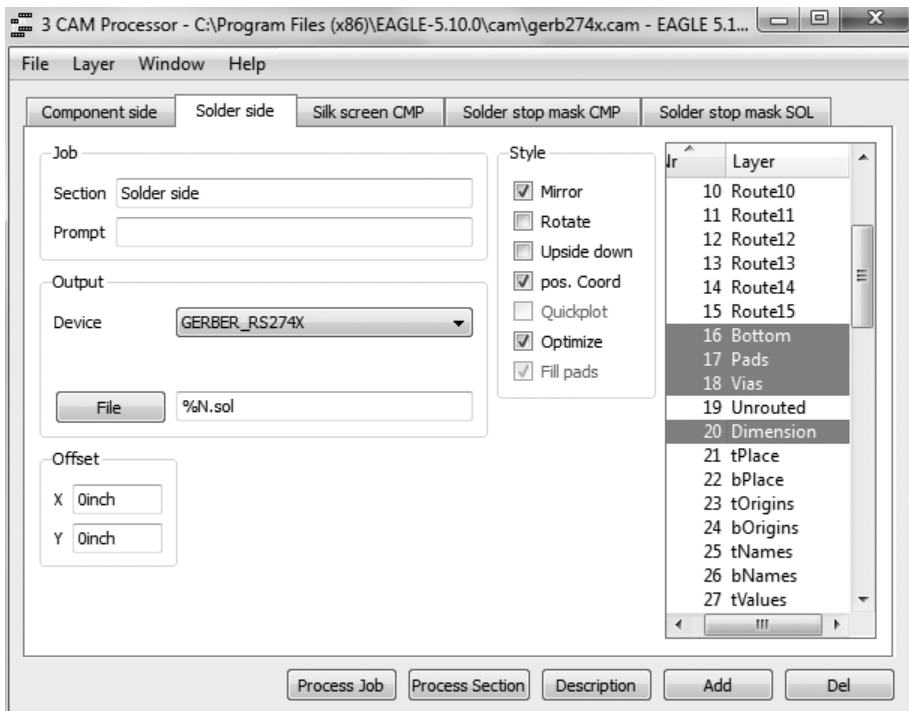 3 CAM Processor - C:\Program Files (x86)\EAGLE-5.10.0\cam\gerb274x.cam - EAGLE 5.1...
File Layer Window Help
Component side Solder side Silk screen CMP Solder stop mask CMP Solder stop mask SOL
Job
Section Solder side
Prompt
Output
Device GERBER_RS274X
File %N.sol
Offset
X 0inch
Y 0inch
Style
Mirror
Rotate
Upside down
pos. Coord
Quickplot
Optimize
Fill pads
Nr Layer
10 Route10
11 Route11
12 Route12
13 Route13
14 Route14
15 Route15
16 Bottom
17 Pads
18 Vias
19 Unrouted
20 Dimension
21 tPlace
22 bPlace
23 tOrigins
24 bOrigins
25 tNames
26 bNames
27 tValues
Process Job Process Section Description Add Del